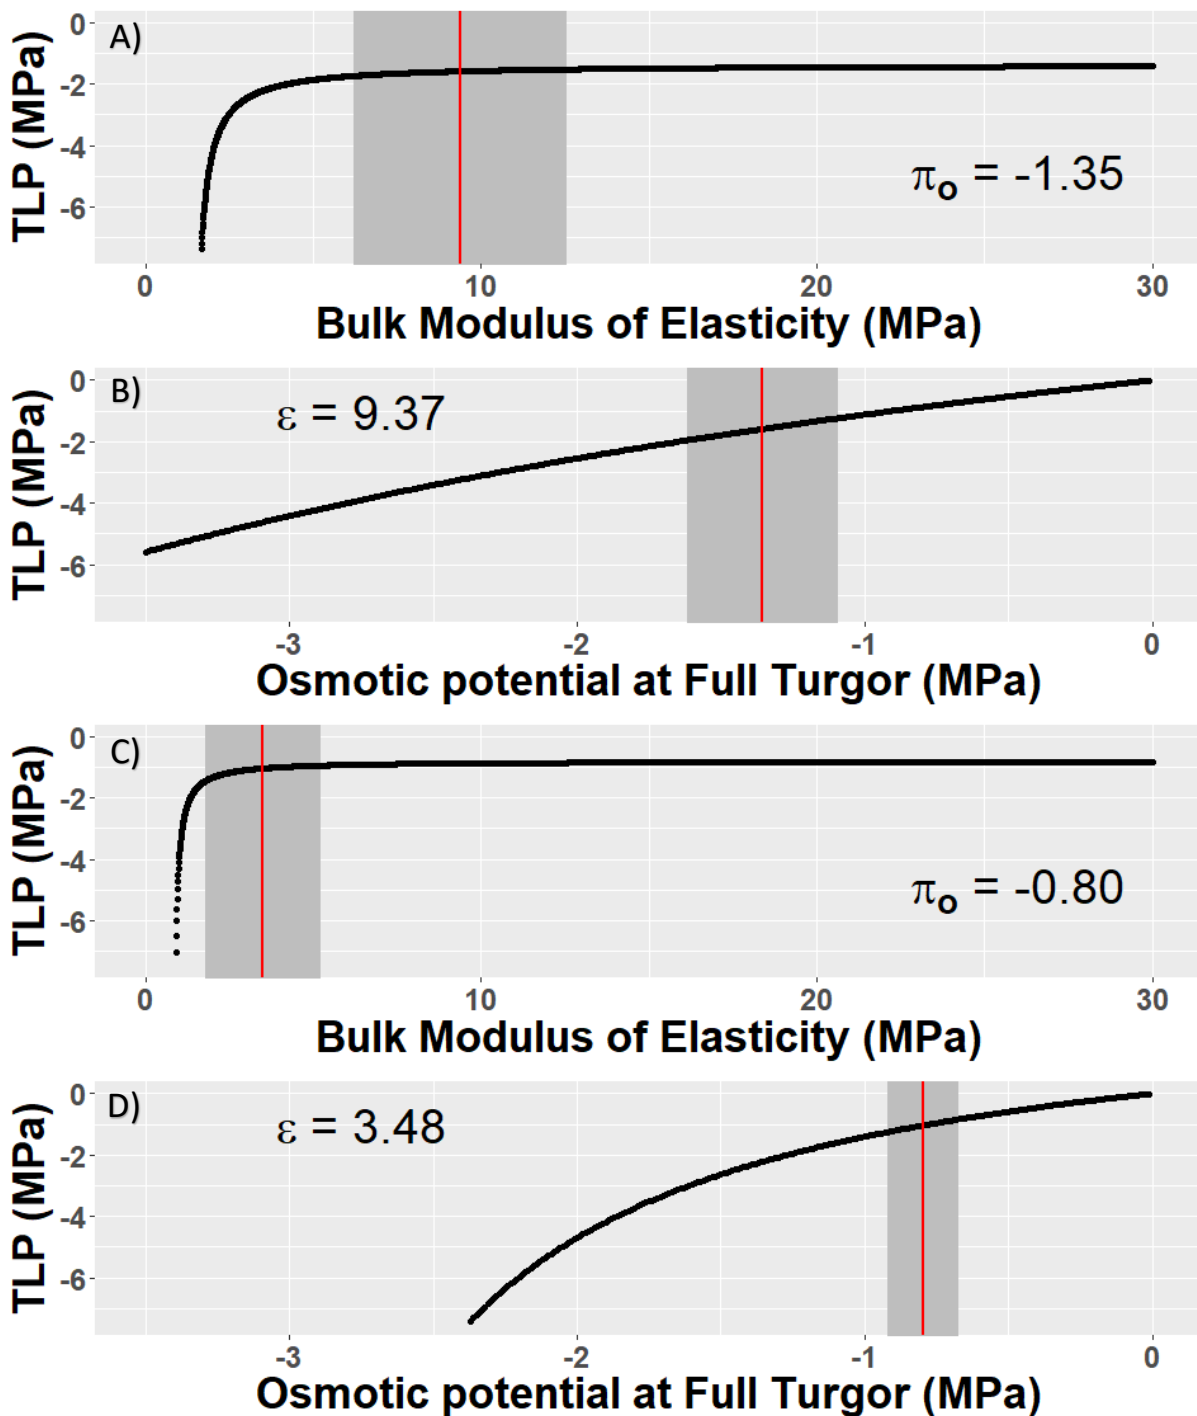 A)
TLP (MPa)
0
-2
-4
-6
πo = -1.35
0 10 20 30
Bulk Modulus of Elasticity (MPa)
B)
TLP (MPa)
0
-2
-4
-6
ε = 9.37
-3 -2 -1 0
Osmotic potential at Full Turgor (MPa)
C)
TLP (MPa)
0
-2
-4
-6
πo = -0.80
0 10 20 30
Bulk Modulus of Elasticity (MPa)
D)
TLP (MPa)
0
-2
-4
-6
ε = 3.48
-3 -2 -1 0
Osmotic potential at Full Turgor (MPa)